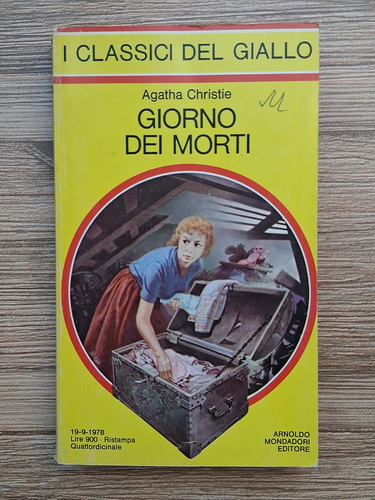 I CLASSICI DEL GIALLO
Agatha Christie
GIORNO
DEI MORTI
19-9-1978
Lire 900 - Ristampa
Quattordicinale
ARNOLDO
MONDADORI
EDITORE